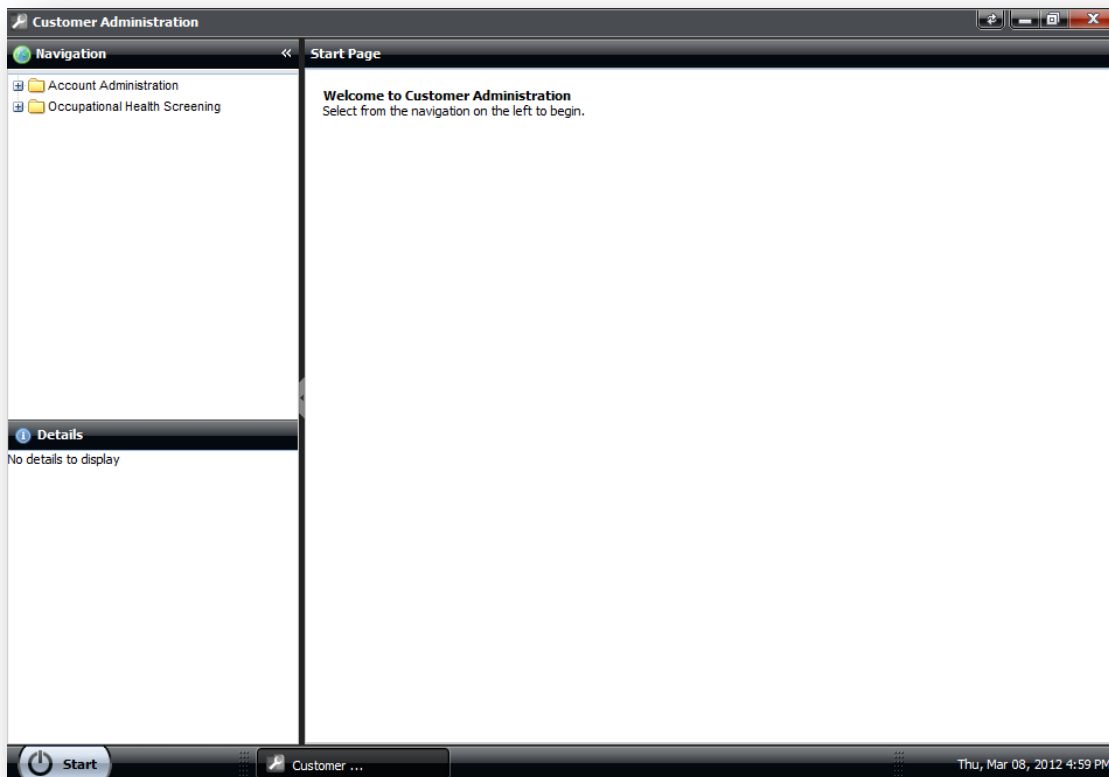 Customer Administration
Navigation
«
Start Page
Account Administration
Occupational Health Screening
Welcome to Customer Administration
Select from the navigation on the left to begin.
Details
No details to display
Start
Customer ...
Thu, Mar 08, 2012 4:59 PM